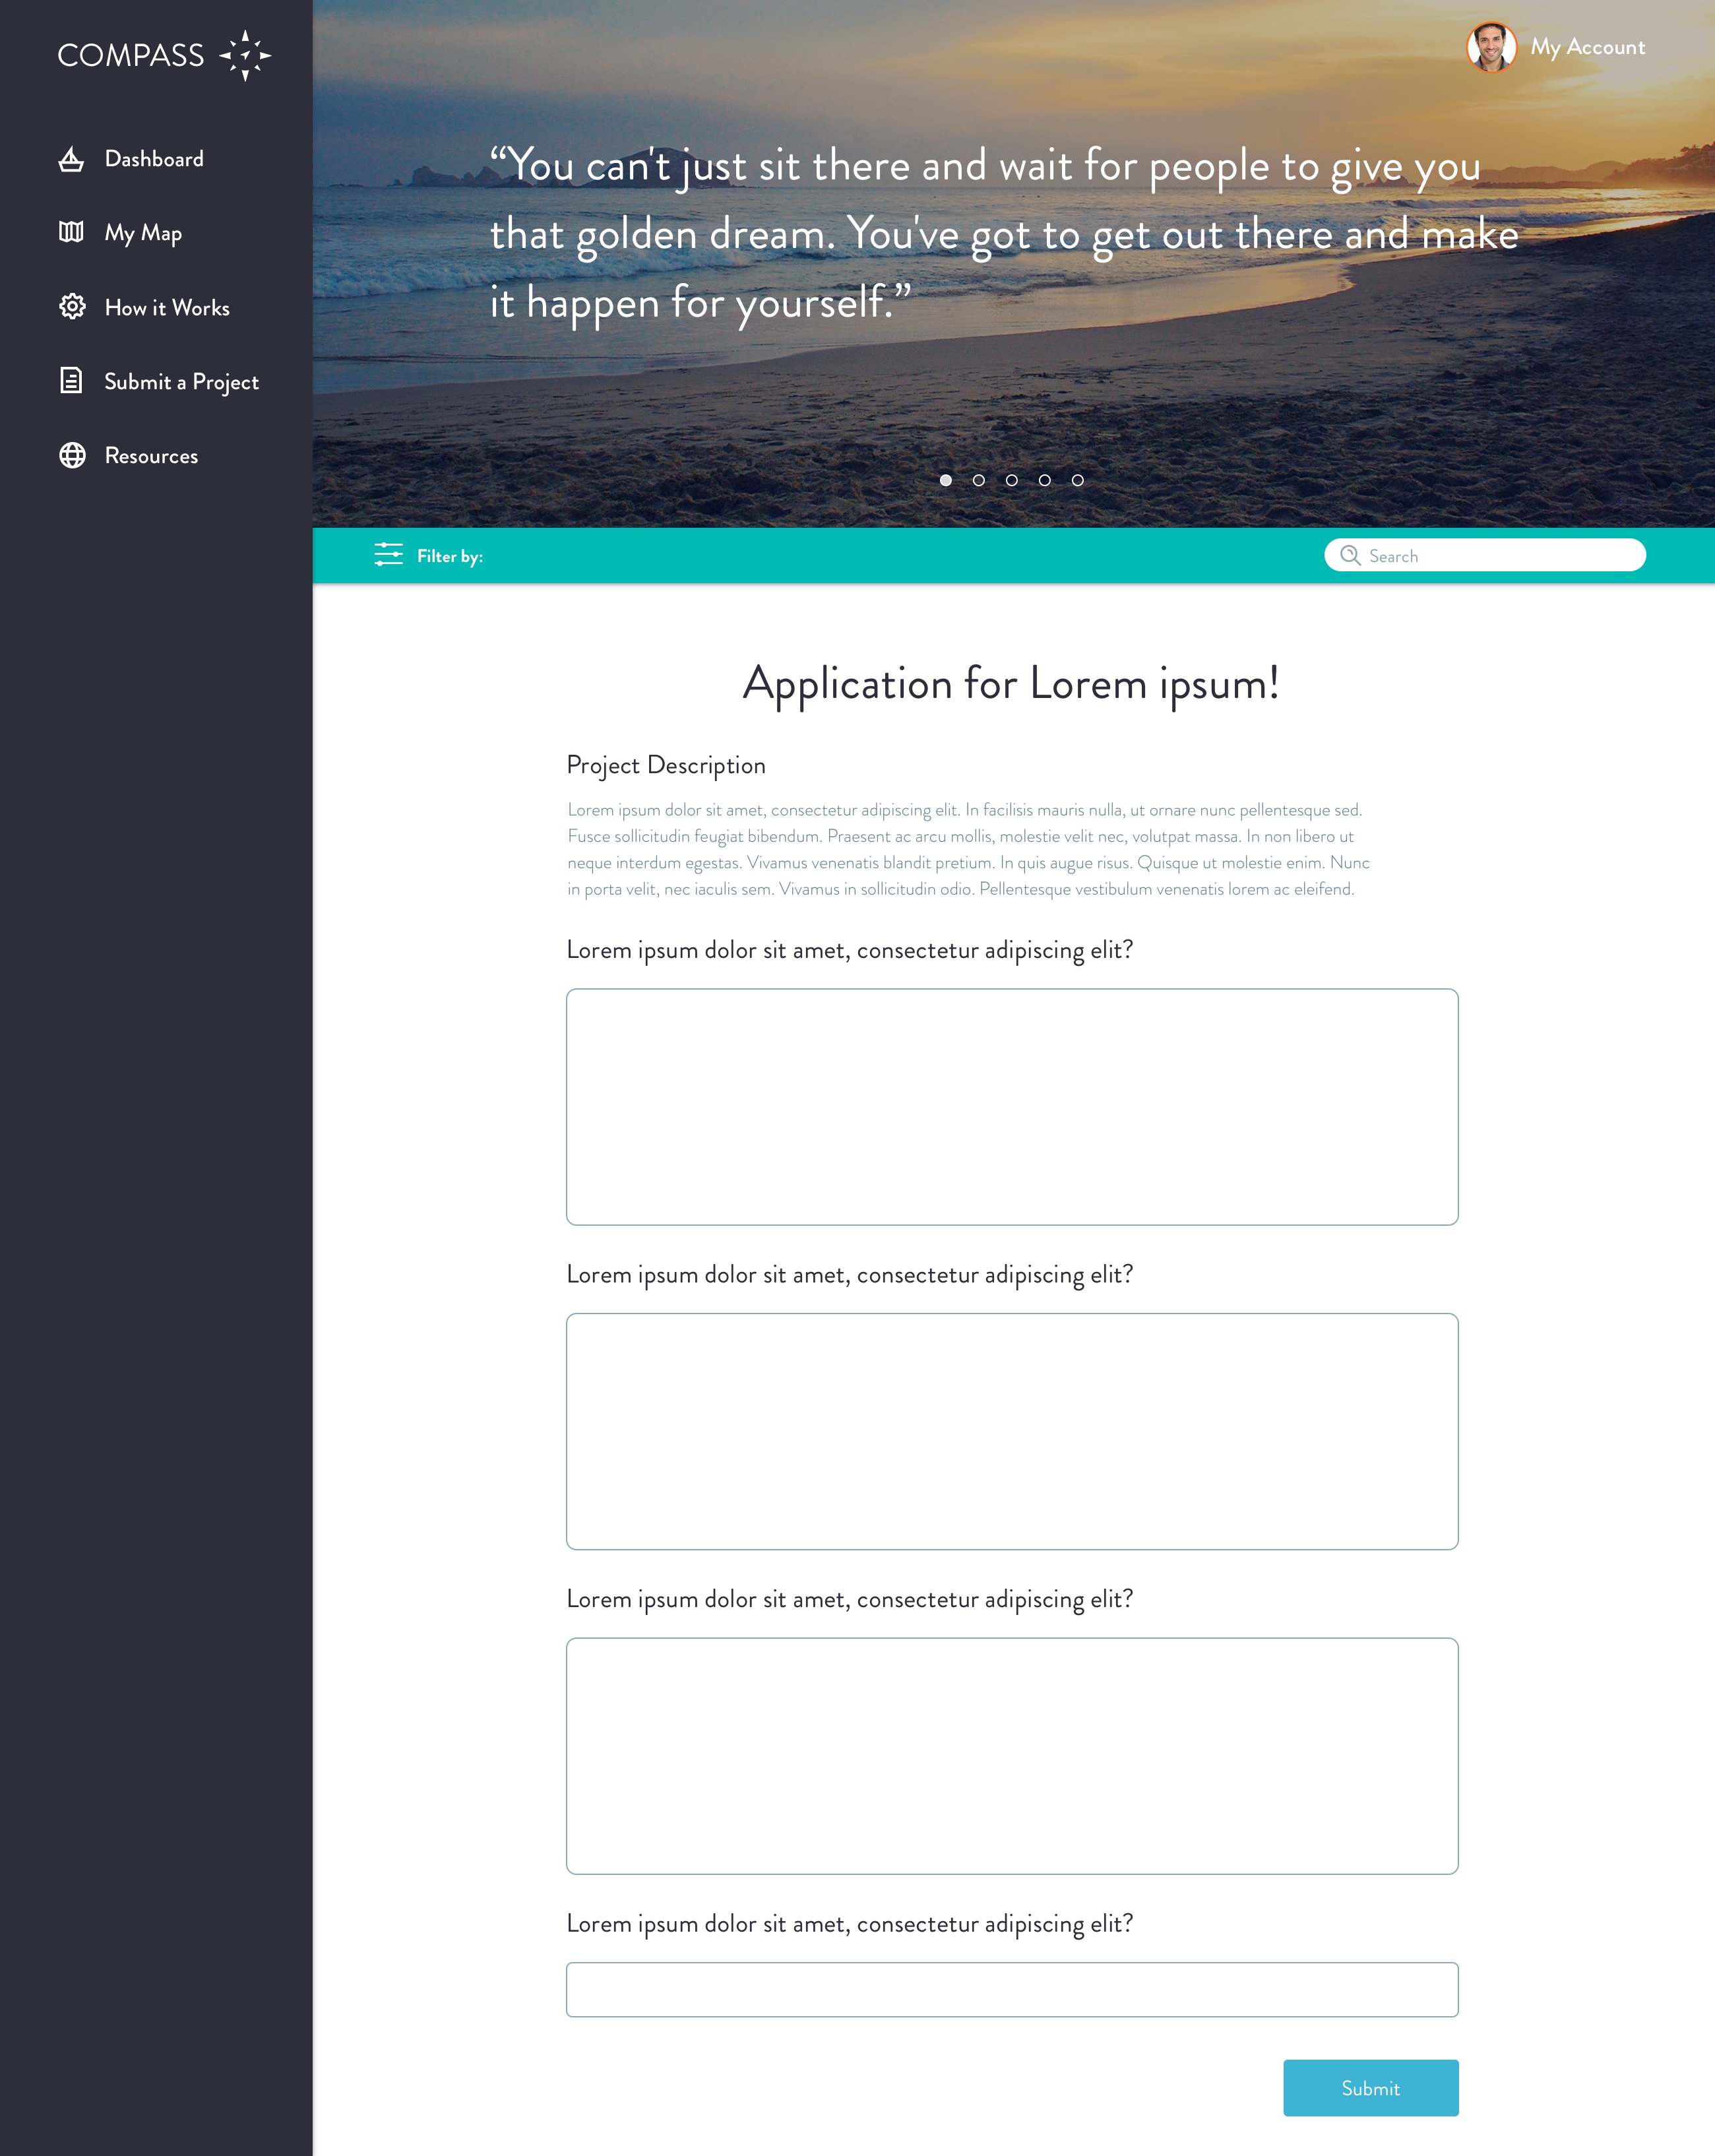 COMPASS
Dashboard
My Map
How it Works
Submit a Project
Resources
My Account
“You can't just sit there and wait for people to give you
that golden dream. You've got to get out there and make
it happen for yourself.”
Filter by:
Search
Application for Lorem ipsum!
Project Description
Lorem ipsum dolor sit amet, consectetur adipiscing elit. In facilisis mauris nulla, ut ornare nunc pellentesque sed.
Fusce sollicitudin feugiat bibendum. Praesent ac arcu mollis, molestie velit nec, volutpat massa. In non libero ut
neque interdum egestas. Vivamus venenatis blandit pretium. In quis augue risus. Quisque ut molestie enim. Nunc
in porta velit, nec iaculis sem. Vivamus in sollicitudin odio. Pellentesque vestibulum venenatis lorem ac eleifend.
Lorem ipsum dolor sit amet, consectetur adipiscing elit?
Lorem ipsum dolor sit amet, consectetur adipiscing elit?
Lorem ipsum dolor sit amet, consectetur adipiscing elit?
Lorem ipsum dolor sit amet, consectetur adipiscing elit?
Submit